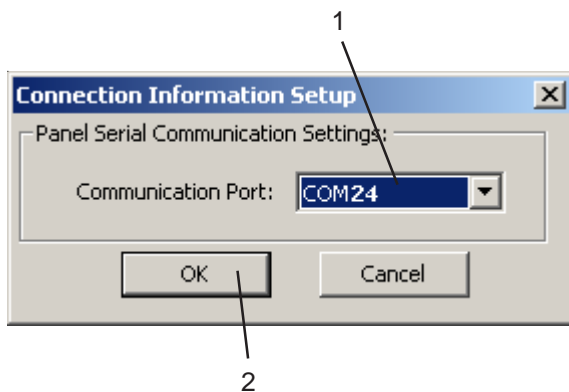 1
Connection Information Setup
Panel Serial Communication Settings:
Communication Port: COM24
OK Cancel
2